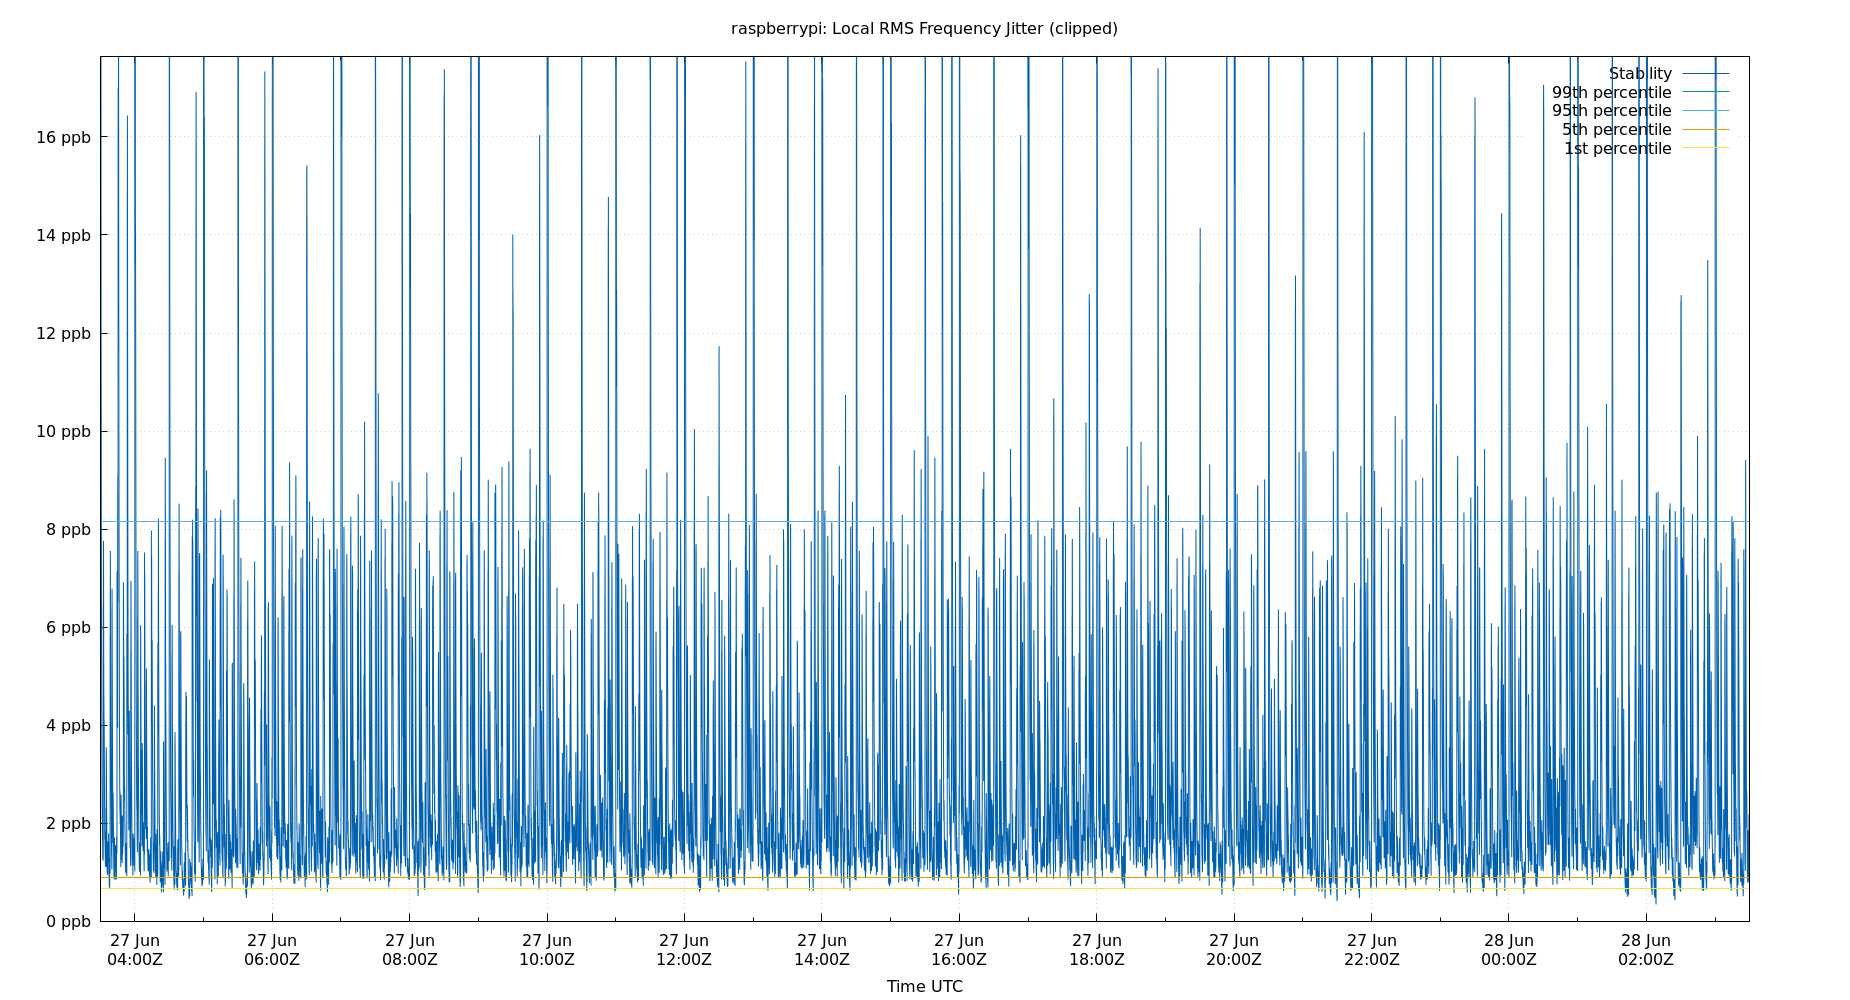 raspberrypi: Local RMS Frequency Jitter (clipped)
Stability
99th percentile
95th percentile
5th percentile
1st percentile
16 ppb
14 ppb
12 ppb
10 ppb
8 ppb
6 ppb
4 ppb
2 ppb
0 ppb
27 Jun 27 Jun 27 Jun 27 Jun 27 Jun 27 Jun 27 Jun 27 Jun 27 Jun 27 Jun 28 Jun 28 Jun
04:00Z 06:00Z 08:00Z 10:00Z 12:00Z 14:00Z 16:00Z 18:00Z 20:00Z 22:00Z 00:00Z 02:00Z
Time UTC